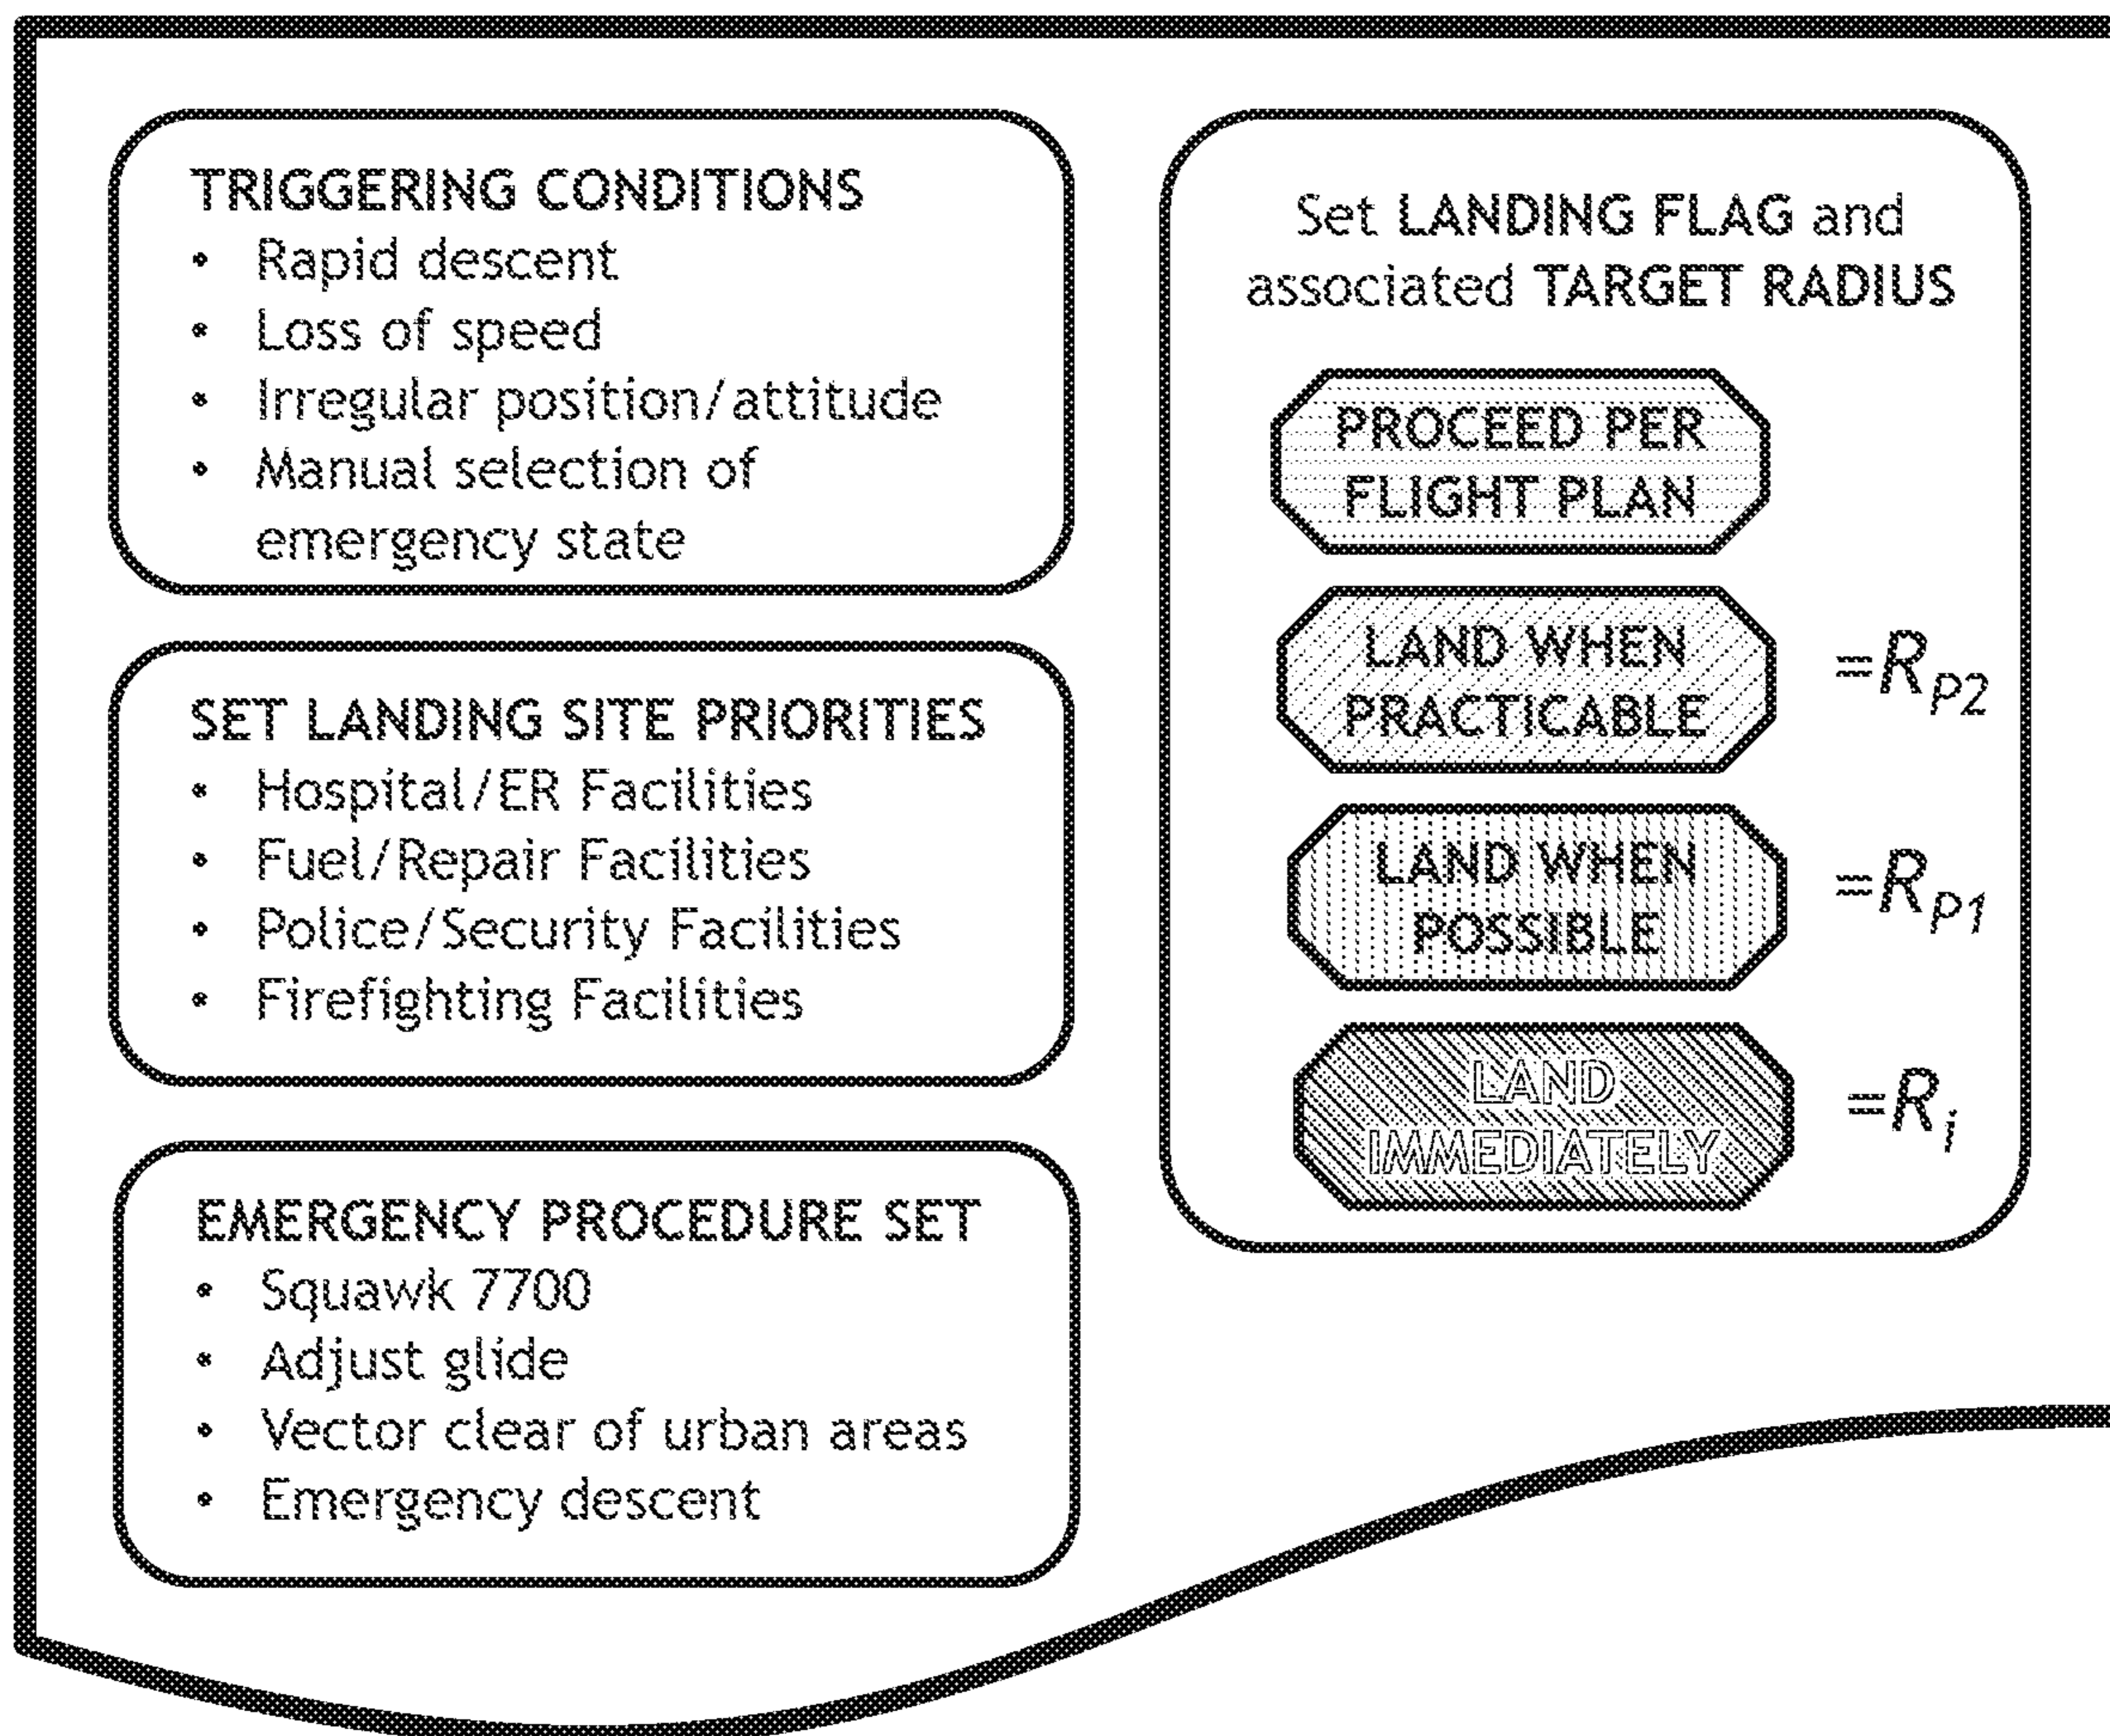 TRIGGERING CONDITIONS
• Rapid descent
• Loss of speed
• Irregular position/attitude
• Manual selection of
emergency state
SET LANDING SITE PRIORITIES
• Hospital/ER Facilities
• Fuel/Repair Facilities
• Police/Security Facilities
• Firefighting Facilities
EMERGENCY PROCEDURE SET
• Squawk 7700
• Adjust glide
• Vector clear of urban areas
• Emergency descent
Set LANDING FLAG and
associated TARGET RADIUS
PROCEED PER
FLIGHT PLAN
LAND WHEN
PRACTICABLE
=RP2
LAND WHEN
POSSIBLE
=RP1
LAND
IMMEDIATELY
=Ri